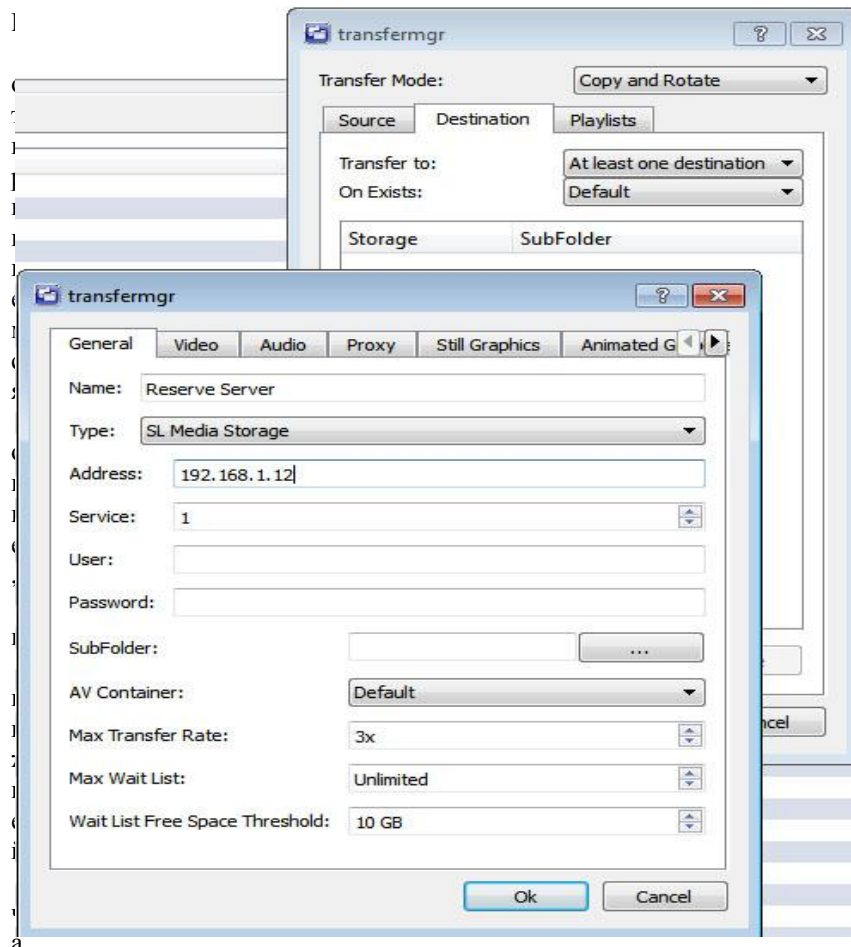 transfermgr
Transfer Mode: Copy and Rotate
Source Destination Playlists
Transfer to: At least one destination
On Exists: Default
Storage SubFolder
transfermgr
General Video Audio Proxy Still Graphics Animated G
Name: Reserve Server
Type: SL Media Storage
Address: 192.168.1.12
Service: 1
User:
Password:
SubFolder: ...
AV Container: Default
Max Transfer Rate: 3x
Max Wait List: Unlimited
Wait List Free Space Threshold: 10 GB
Ok Cancel